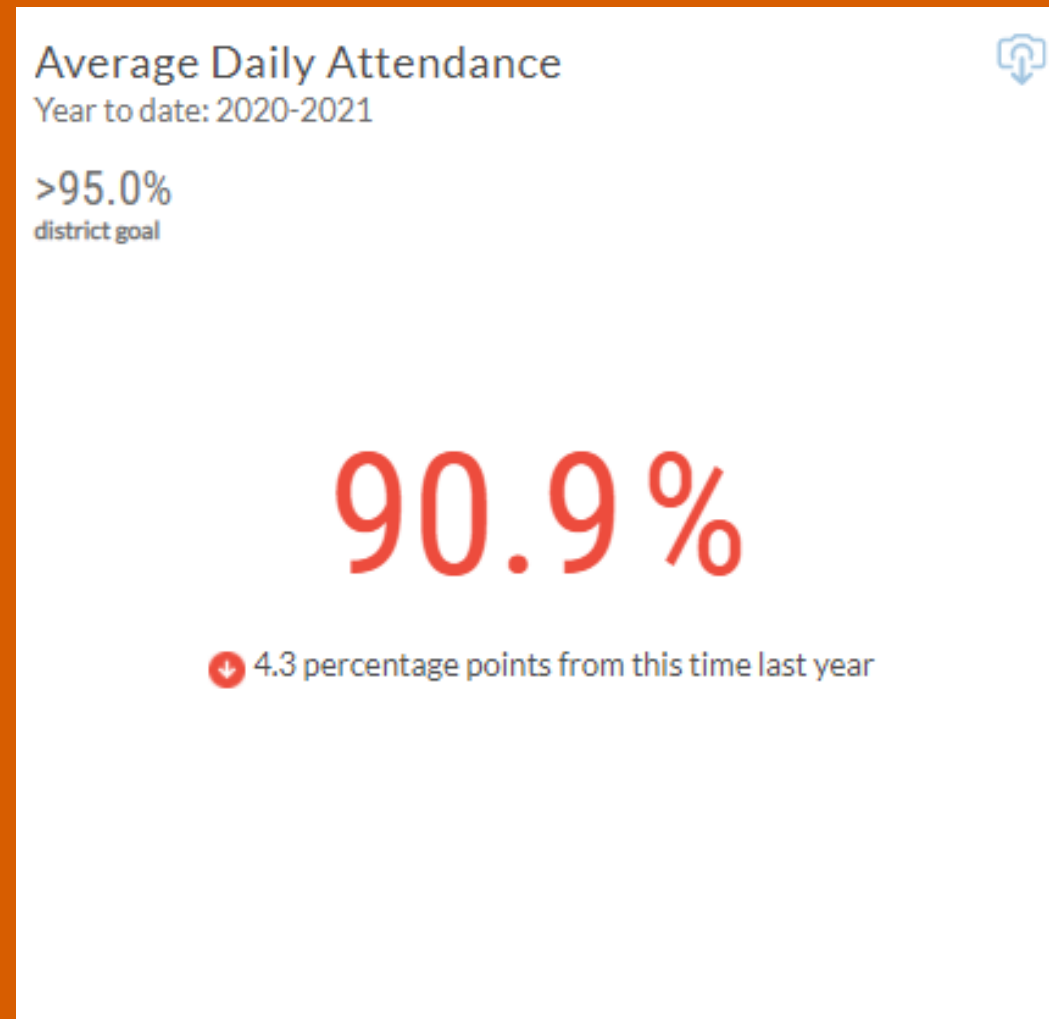 Average Daily Attendance
Year to date: 2020-2021
>95.0%
district goal
90.9%
4.3 percentage points from this time last year